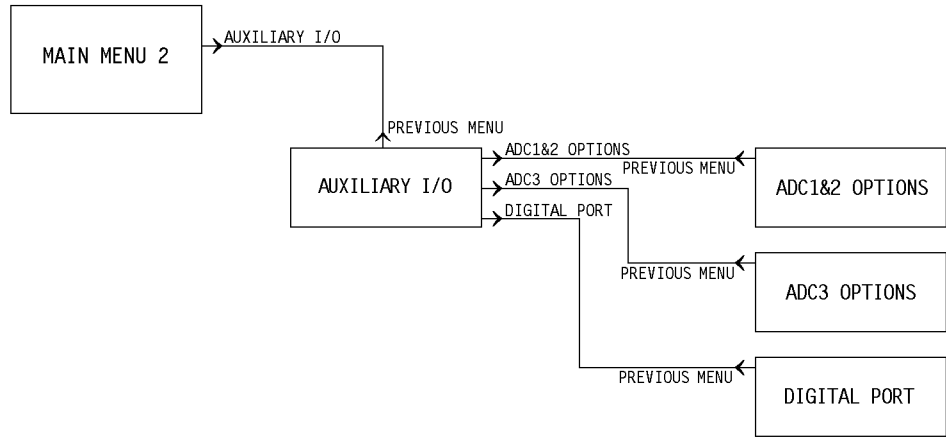 MAIN MENU 2
AUXILIARY I/O
PREVIOUS MENU
AUXILIARY I/O
ADC1&2 OPTIONS
PREVIOUS MENU
ADC3 OPTIONS
DIGITAL PORT
ADC1&2 OPTIONS
PREVIOUS MENU
ADC3 OPTIONS
PREVIOUS MENU
DIGITAL PORT